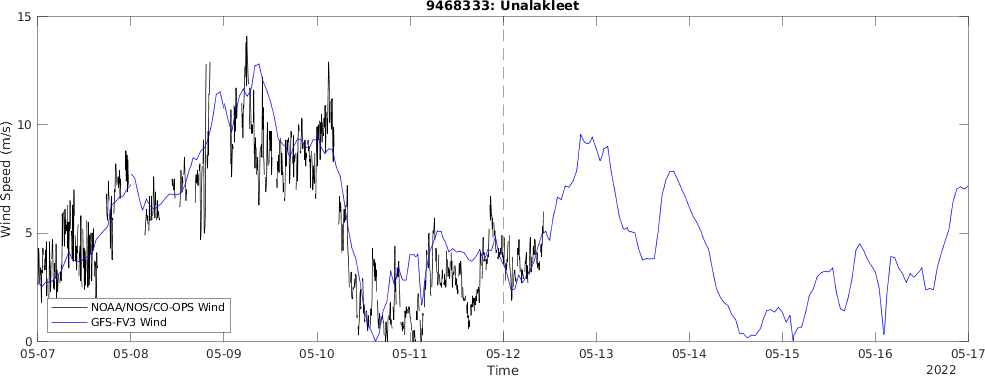 9468333: Unalakleet
Wind Speed (m/s)
15
10
5
0
NOAA/NOS/CO-OPS Wind
GFS-FV3 Wind
05-07 05-08 05-09 05-10 05-11 05-12 05-13 05-14 05-15 05-16 05-17
Time
2022